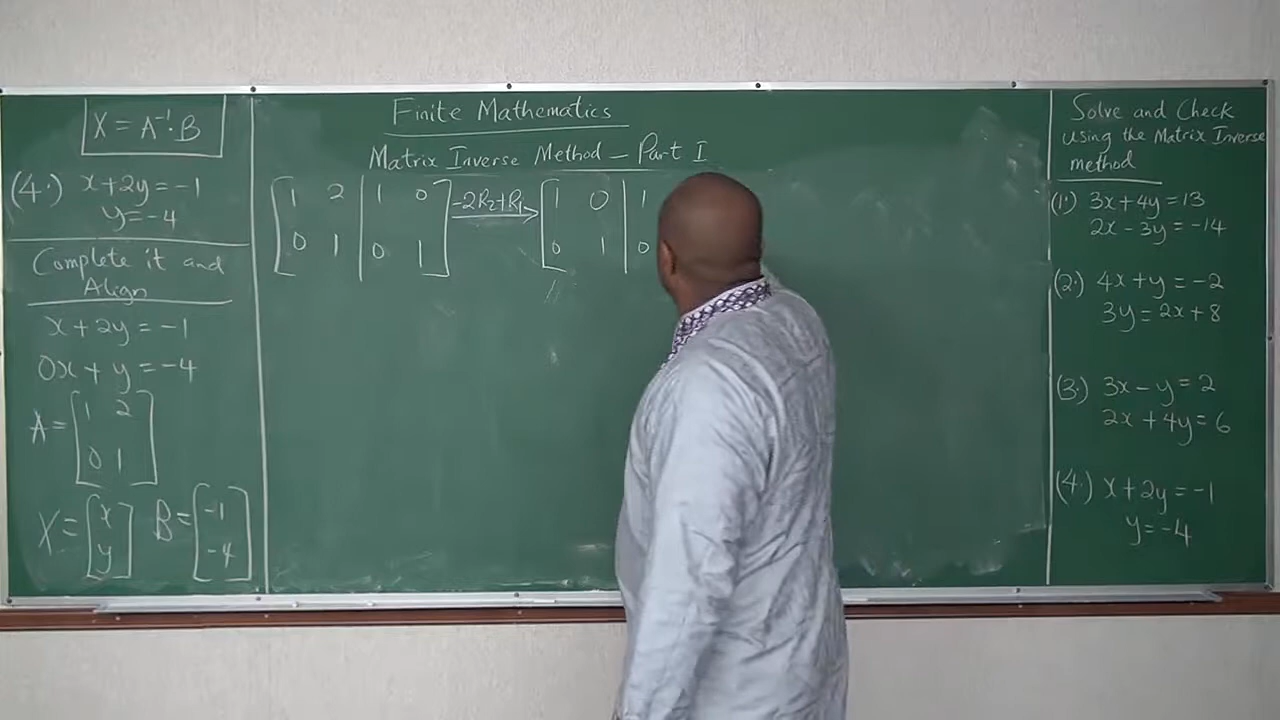 X = A⁻¹·B
(4.) x+2y=-1
y=-4
Complete it and
Align
x+2y=-1
0x+y=-4
A=[1 2
0 1]
X=[x
y] B=[-1
-4]
Finite Mathematics
Matrix Inverse Method – Part I
[1 2 | 1 0] -2R₂+R₁ [1 0 | 1
[0 1 | 0 1] [0 1 | 0
Solve and Check
using the Matrix Inverse
method
(1.) 3x+4y=13
2x-3y=-14
(2.) 4x+y=-2
3y=2x+8
(3.) 3x-y=2
2x+4y=6
(4.) x+2y=-1
y=-4